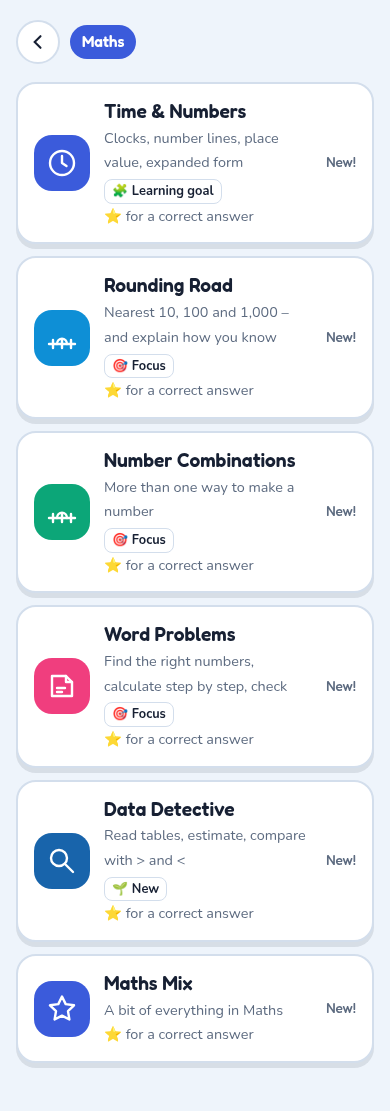 Maths
Time & Numbers
Clocks, number lines, place
value, expanded form
New!
🧩 Learning goal
⭐ for a correct answer
Rounding Road
Nearest 10, 100 and 1,000 –
and explain how you know
New!
🎯 Focus
⭐ for a correct answer
Number Combinations
More than one way to make a
number
New!
🎯 Focus
⭐ for a correct answer
Word Problems
Find the right numbers,
calculate step by step, check
New!
🎯 Focus
⭐ for a correct answer
Data Detective
Read tables, estimate, compare
with > and <
New!
🌱 New
⭐ for a correct answer
Maths Mix
A bit of everything in Maths
New!
⭐ for a correct answer